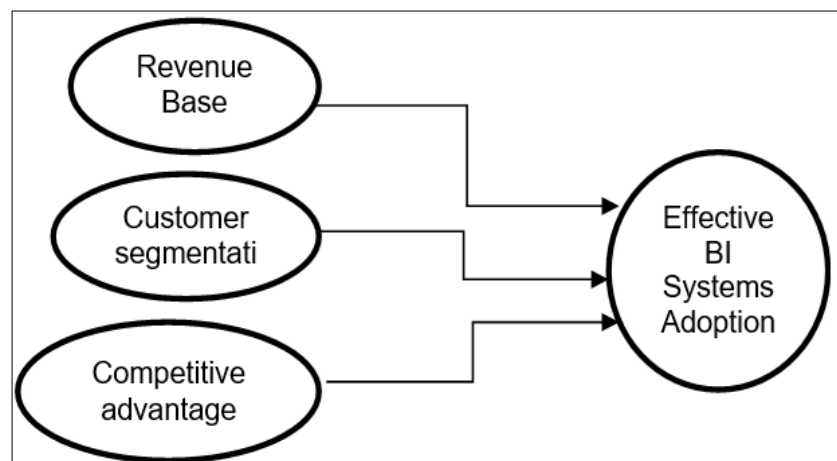 Revenue
Base
Customer
segmentati
Competitive
advantage
Effective
BI
Systems
Adoption